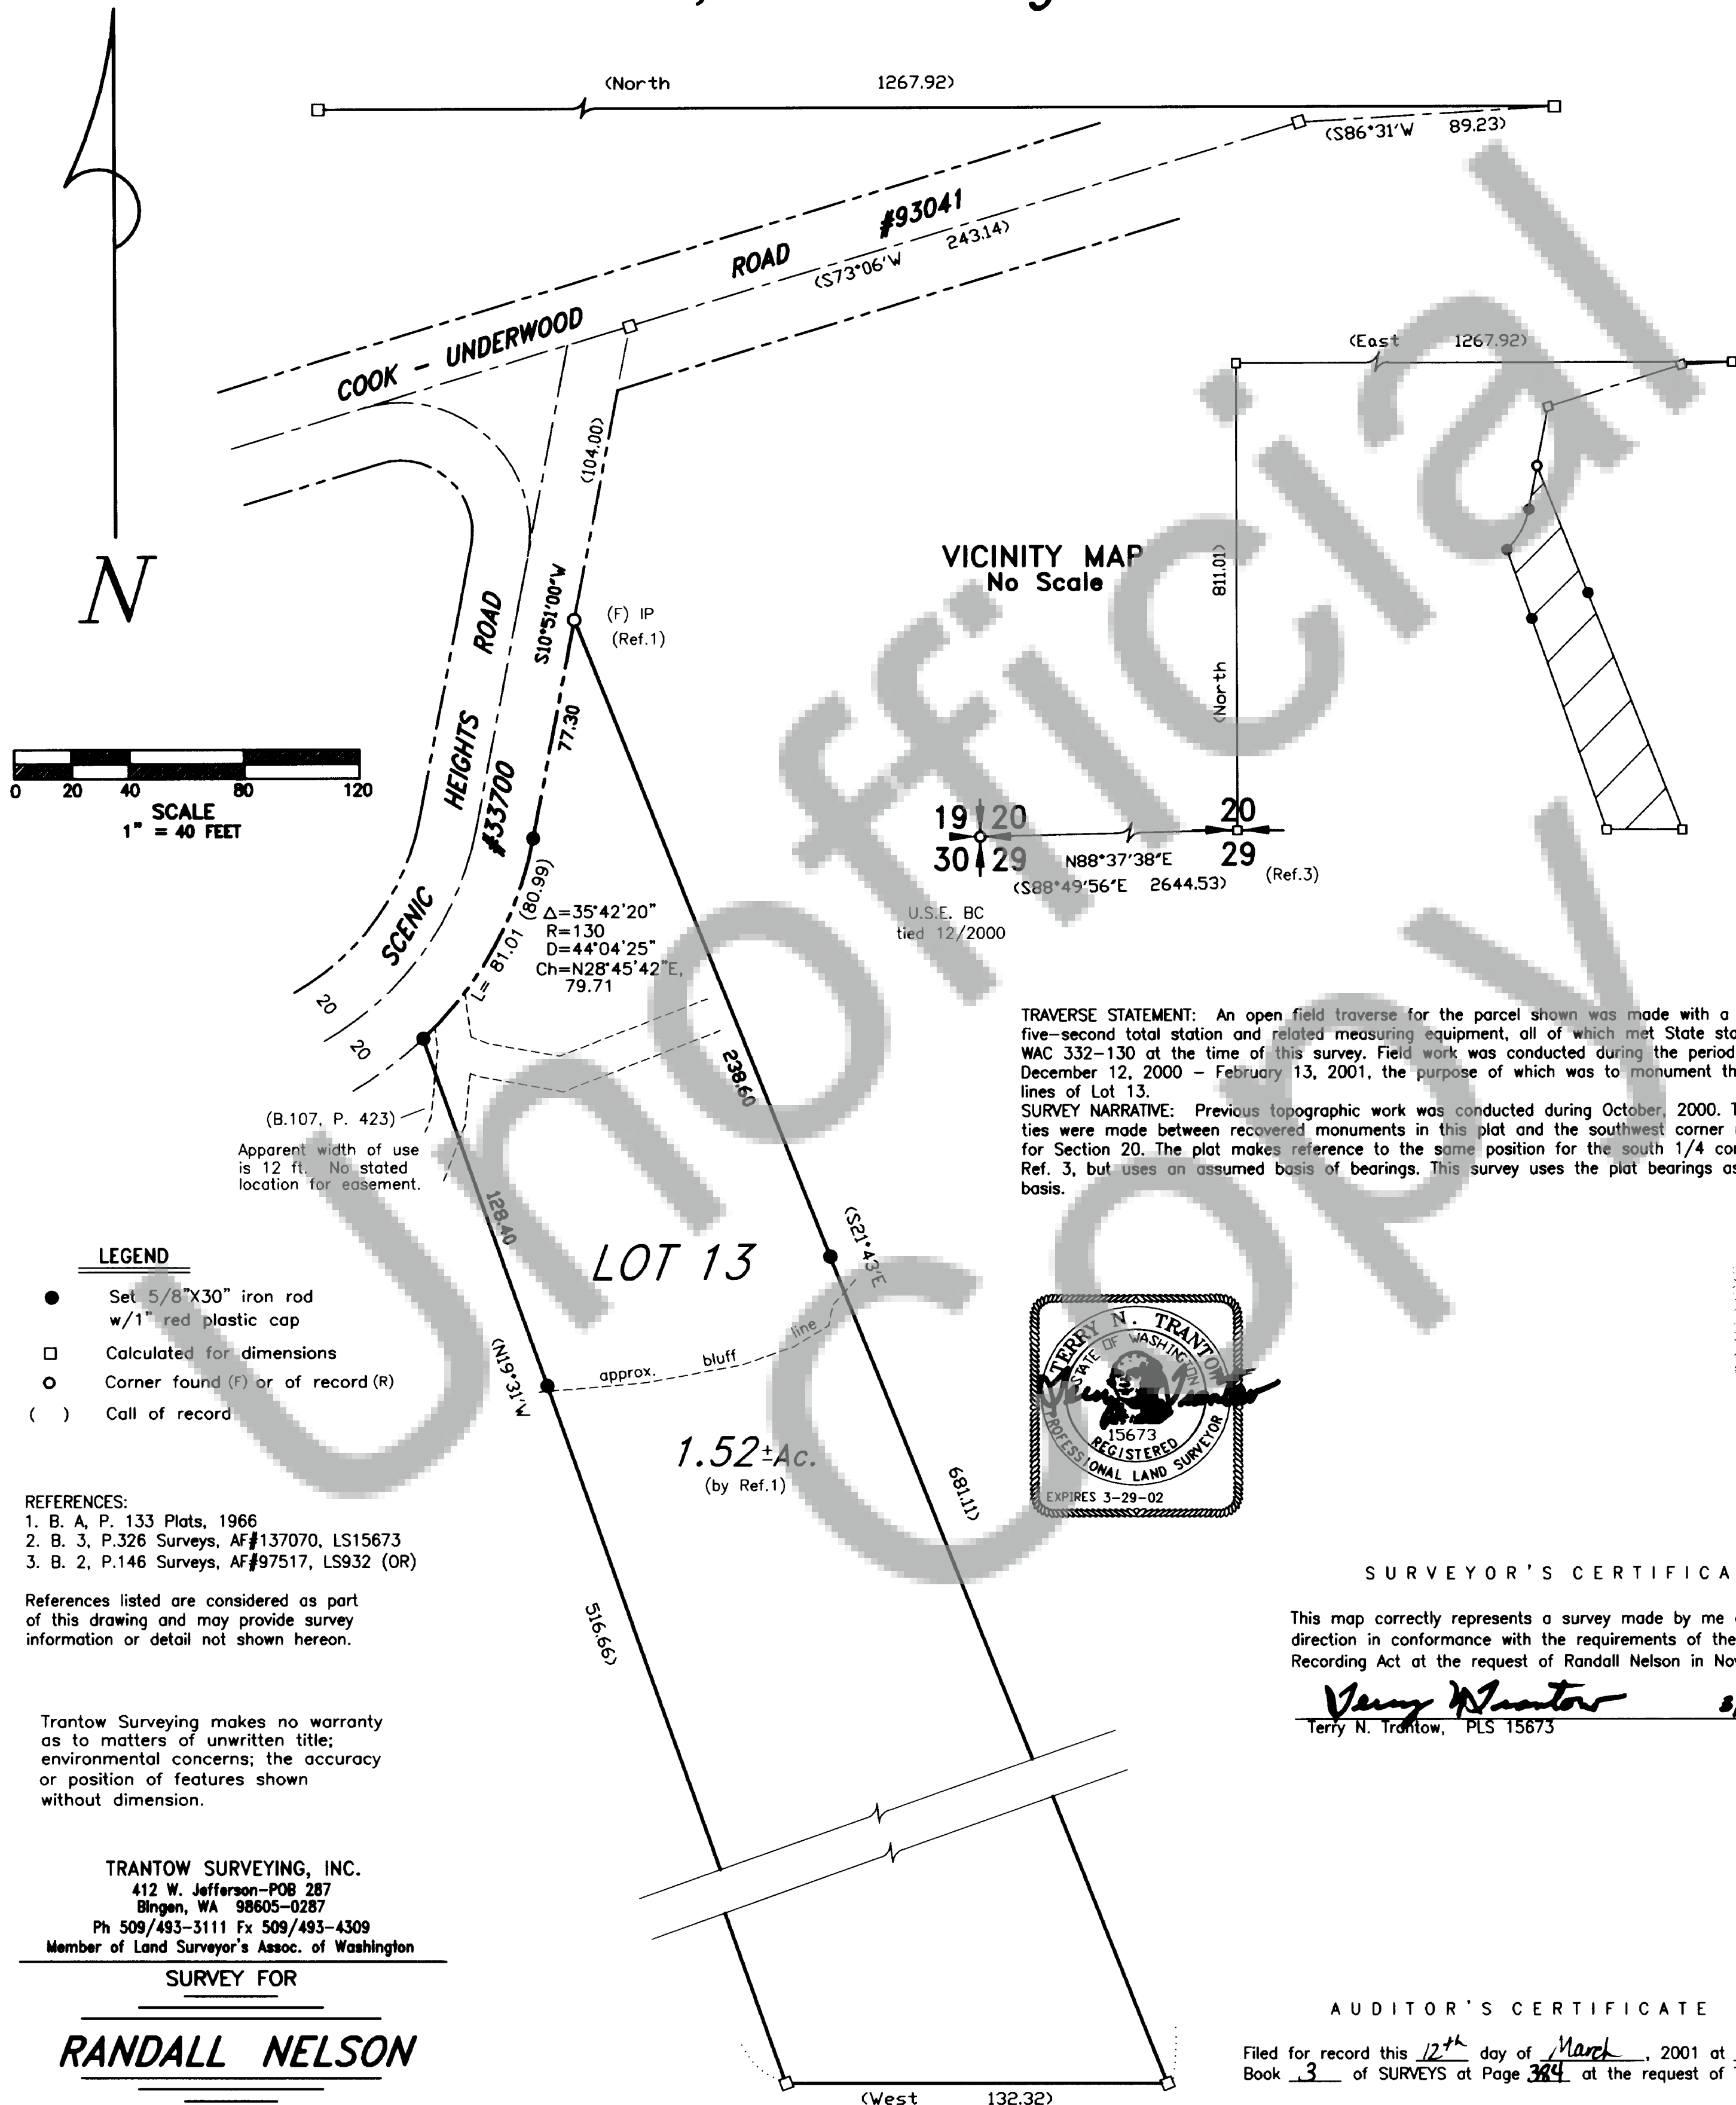 (North 1267.92)
(S86°31'W 89.23)
COOK - UNDERWOOD ROAD #93041
(S73°06'W 243.14)
(104.00)
S10°51'00"W
77.30
(F) IP
(Ref.1)
N
0 20 40 80 120
SCALE
1" = 40 FEET
SCENIC HEIGHTS ROAD
#33700
20
20
L= 81.01 (80.99)
Δ=35°42'20"
R=130
D=44°04'25"
Ch=N28°45'42"E,
79.71
VICINITY MAP
No Scale
(East 1267.92)
(North 811.01)
19 20
30 29
20
29
N88°37'38"E
(S88°49'56"E 2644.53)
(Ref.3)
U.S.E. BC
tied 12/2000
(B.107, P. 423)
Apparent width of use
is 12 ft. No stated
location for easement.
238.60
128.40
LOT 13
(S21°43'E
681.11)
(N19°31'W
516.66)
approx. bluff line
1.52±Ac.
(by Ref.1)
(West 132.32)
TRAVERSE STATEMENT: An open field traverse for the parcel shown was made with a
five-second total station and related measuring equipment, all of which met State
WAC 332-130 at the time of this survey. Field work was conducted during the period
December 12, 2000 - February 13, 2001, the purpose of which was to monument
lines of Lot 13.
SURVEY NARRATIVE: Previous topographic work was conducted during October, 2000.
ties were made between recovered monuments in this plat and the southwest corner
for Section 20. The plat makes reference to the same position for the south 1/4
Ref. 3, but uses an assumed basis of bearings. This survey uses the plat bearings as
basis.
LEGEND
Set 5/8"X30" iron rod
w/1" red plastic cap
Calculated for dimensions
Corner found (F) or of record (R)
( ) Call of record
REFERENCES:
1. B. A, P. 133 Plats, 1966
2. B. 3, P.326 Surveys, AF#137070, LS15673
3. B. 2, P.146 Surveys, AF#97517, LS932 (OR)
References listed are considered as part
of this drawing and may provide survey
information or detail not shown hereon.
Trantow Surveying makes no warranty
as to matters of unwritten title;
environmental concerns; the accuracy
or position of features shown
without dimension.
TRANTOW SURVEYING, INC.
412 W. Jefferson-POB 287
Bingen, WA 98605-0287
Ph 509/493-3111 Fx 509/493-4309
Member of Land Surveyor's Assoc. of Washington
SURVEY FOR
RANDALL NELSON
TERRY N. TRANTOW
STATE OF WASHINGTON
15673
REGISTERED
PROFESSIONAL LAND SURVEYOR
EXPIRES 3-29-02
SURVEYOR'S CERTIFICA
This map correctly represents a survey made by me
direction in conformance with the requirements of the
Recording Act at the request of Randall Nelson in
Terry N Trantow
Terry N. Trantow, PLS 15673
AUDITOR'S CERTIFICATE
Filed for record this 12th day of March, 2001 at
Book 3 of SURVEYS at Page 384 at the request of
Unofficial
Copy